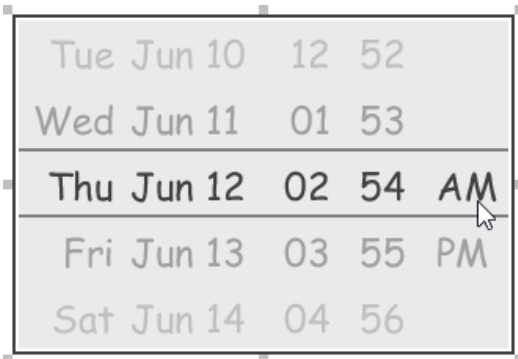 Tue Jun 10 12 52
Wed Jun 11 01 53
Thu Jun 12 02 54 AM
Fri Jun 13 03 55 PM
Sat Jun 14 04 56